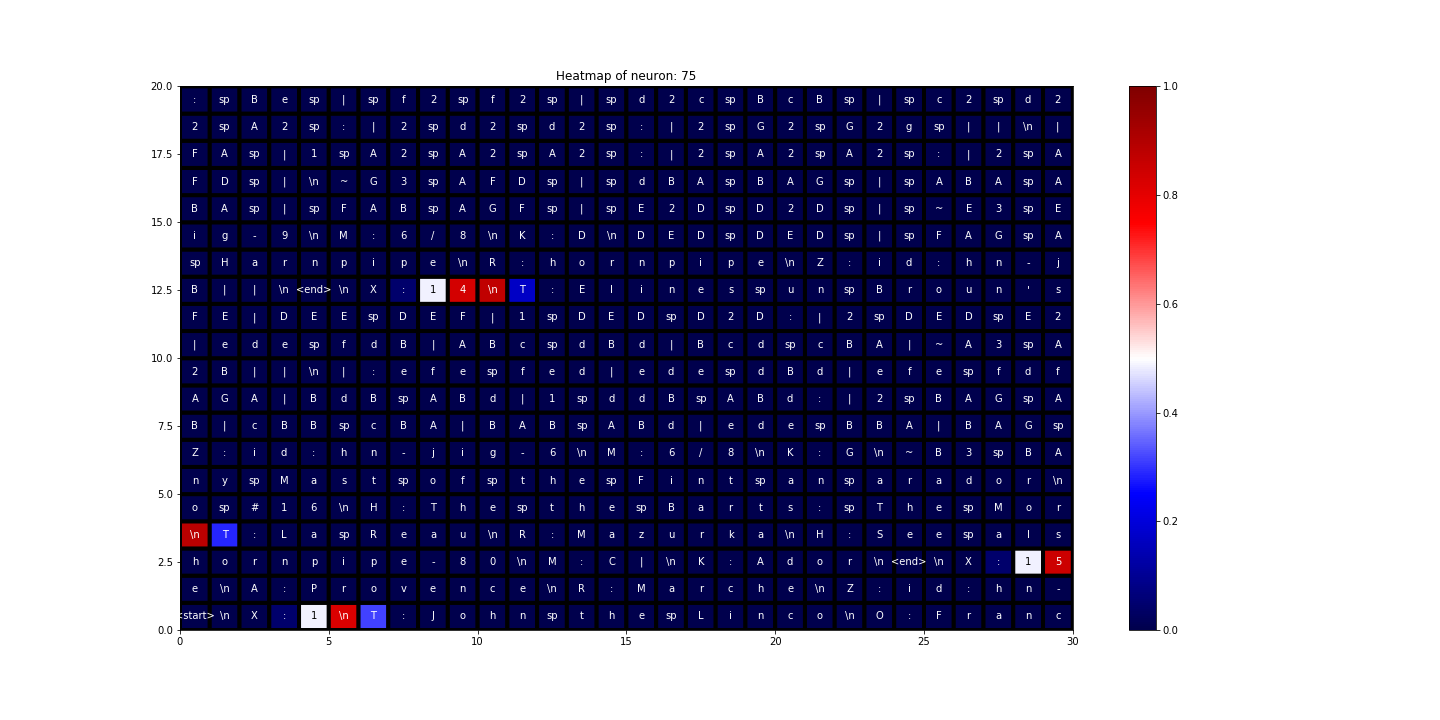 Heatmap of neuron: 75
20.0 : sp B e sp | sp f 2 sp f 2 sp | sp d 2 c sp B c B sp | sp c 2 sp d 2 1.0
2 sp A 2 sp : | 2 sp d 2 sp d 2 sp : | 2 sp G 2 sp G 2 g sp | | \n |
17.5 F A sp | 1 sp A 2 sp A 2 sp A 2 sp : | 2 sp A 2 sp A 2 sp : | 2 sp A
F D sp | \n ~ G 3 sp A F D sp | sp d B A sp B A G sp | sp A B A sp A 0.8
15.0 B A sp | sp F A B sp A G F sp | sp E 2 D sp D 2 D sp | sp ~ E 3 sp E
i g - 9 \n M : 6 / 8 \n K : D \n D E D sp D E D sp | sp F A G sp A
sp H a r n p i p e \n R : h o r n p i p e \n Z : i d : h n - j
12.5 B | | \n <end> \n X : 1 4 \n T : E l i n e s p u n sp B r o u n ' s 0.6
F E | D E E sp D E F | 1 sp D E D sp D 2 D : | 2 sp D E D sp E 2
10.0 | e d e sp f d B | A B c sp d B d | B c d sp c B A | ~ A 3 sp A
2 B | | \n | : e f e sp f e d | e d e sp d B d | e f e sp f d f
A G A | B d B sp A B d | 1 sp d d B sp A B d : | 2 sp B A G sp A 0.4
7.5 B | c B B sp c B A | B A B sp A B d | e d e sp B B A | B A G sp
Z : i d : h n - j i g - 6 \n M : 6 / 8 \n K : G \n ~ B 3 sp B A
n y sp M a s t sp o f sp t h e sp F i n t sp a n sp a r a d o r \n
5.0 o sp # 1 6 \n H : T h e sp t h e sp B a r t s : sp T h e sp M o r 0.2
\n T : L a sp R e a u \n R : M a z u r k a \n H : S e e sp a l s
2.5 h o r n p i p e - 8 0 \n M : C | \n K : A d o r \n <end> \n X : 1 5
e \n A : P r o v e n c e \n R : M a r c h e \n Z : i d : h n -
0.0 <start> \n X : 1 \n T : J o h n sp t h e sp L i n c o \n O : F r a n c 0.0
0 5 10 15 20 25 30